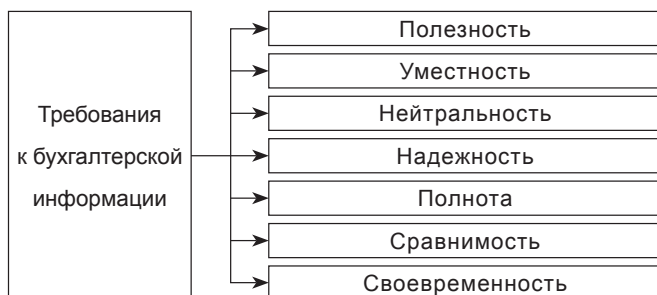 Требования
к бухгалтерской
информации
Полезность
Уместность
Нейтральность
Надежность
Полнота
Сравнимость
Своевременность